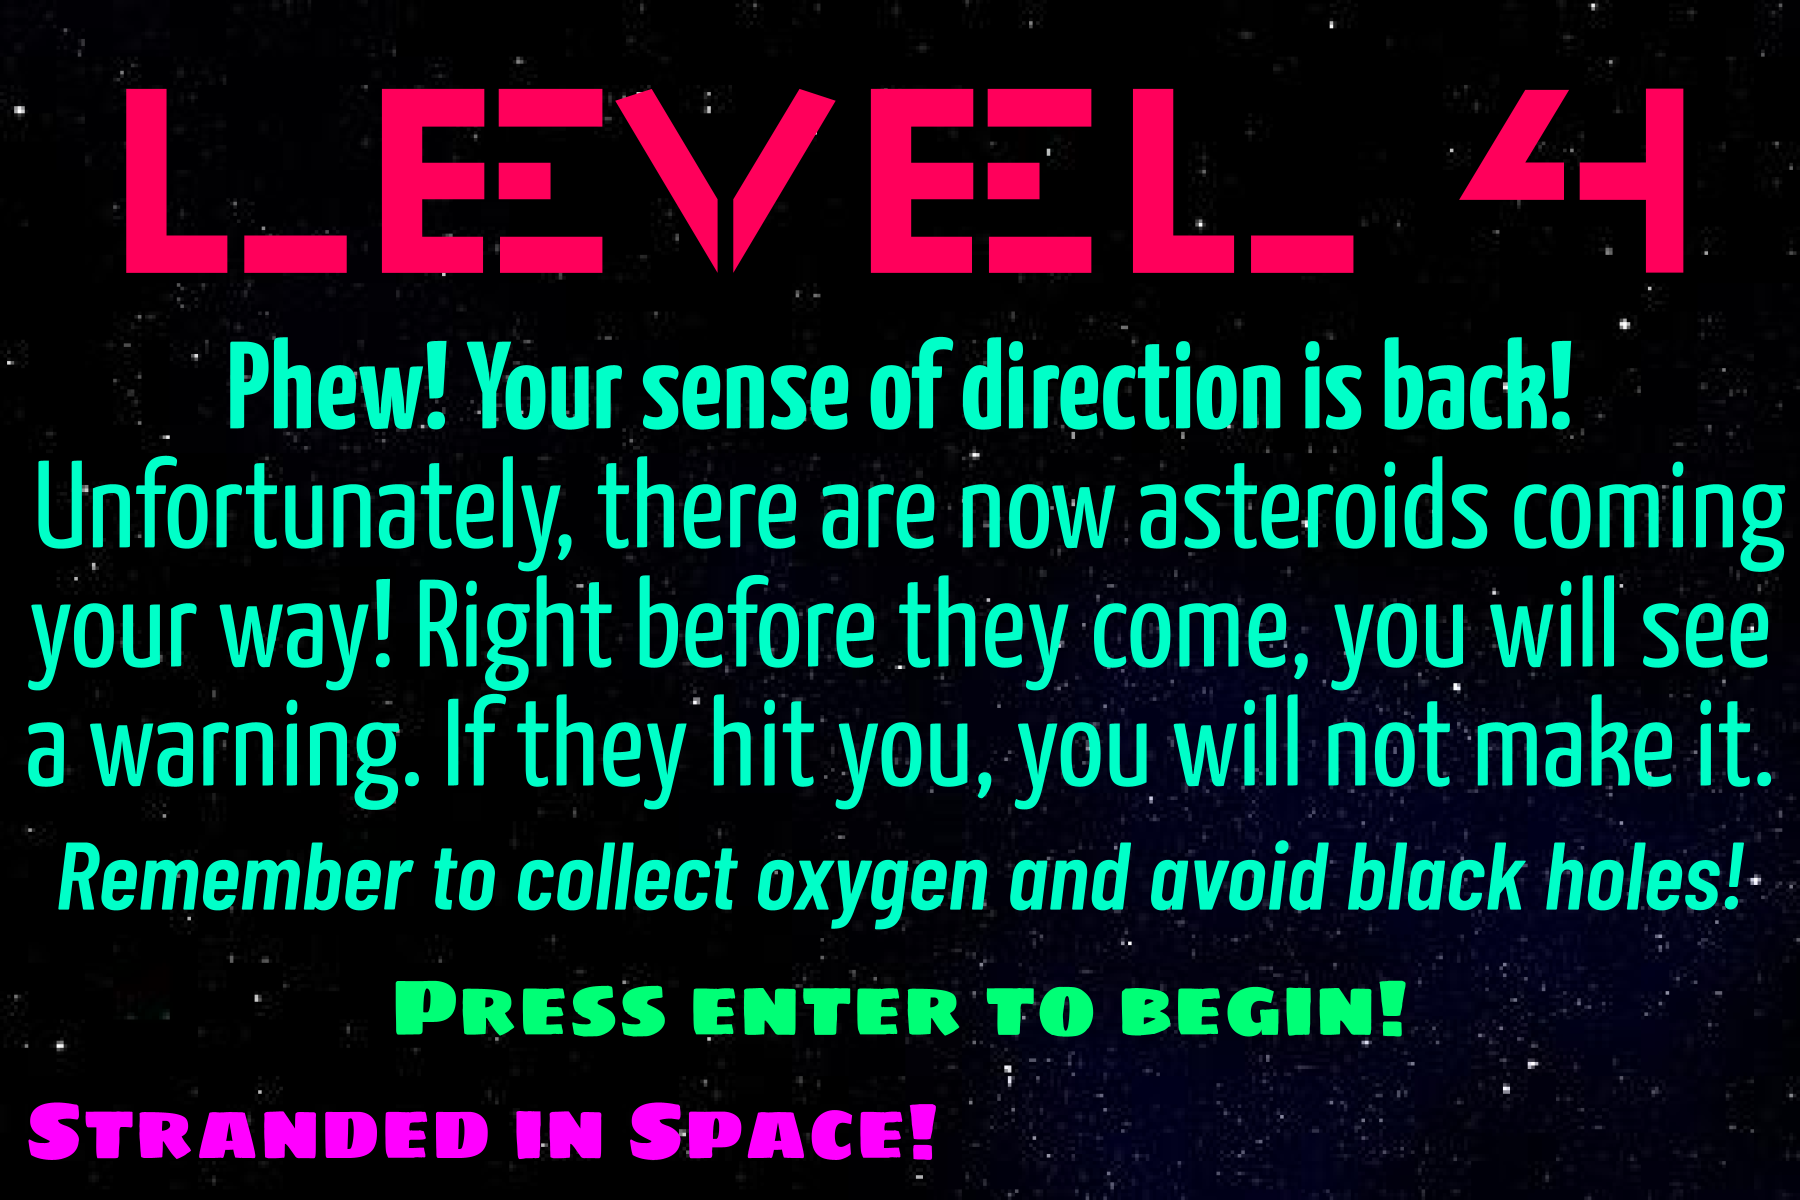 LEVEL 4
Phew! Your sense of direction is back!
Unfortunately, there are now asteroids coming
your way! Right before they come, you will see
a warning. If they hit you, you will not make it.
Remember to collect oxygen and avoid black holes!
Press enter to begin!
Stranded in Space!